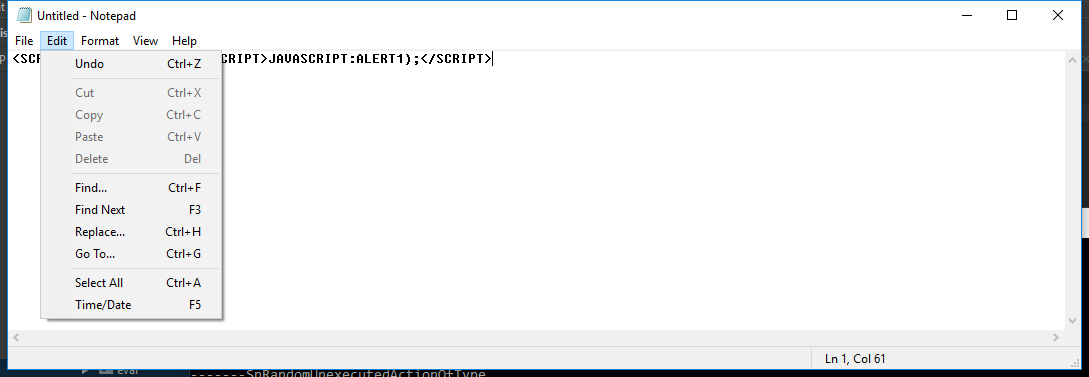 Untitled - Notepad
File Edit Format View Help
CRIPT>JAVASCRIPT:ALERT1);</SCRIPT>
Undo Ctrl+Z
Cut Ctrl+X
Copy Ctrl+C
Paste Ctrl+V
Delete Del
Find... Ctrl+F
Find Next F3
Replace... Ctrl+H
Go To... Ctrl+G
Select All Ctrl+A
Time/Date F5
Ln 1, Col 61
eval
-------SnRandomUnexecutedActionOfType